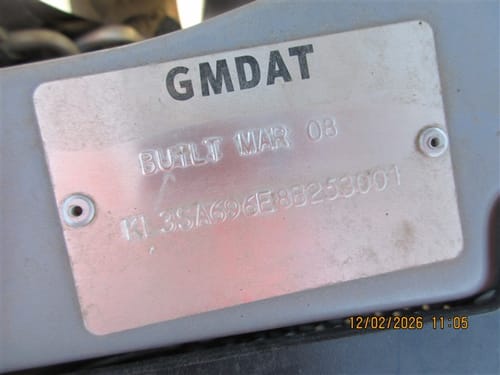 GMDAT
BUILT MAR 08
KL3SA696E8B253001
12/02/2026 11:05